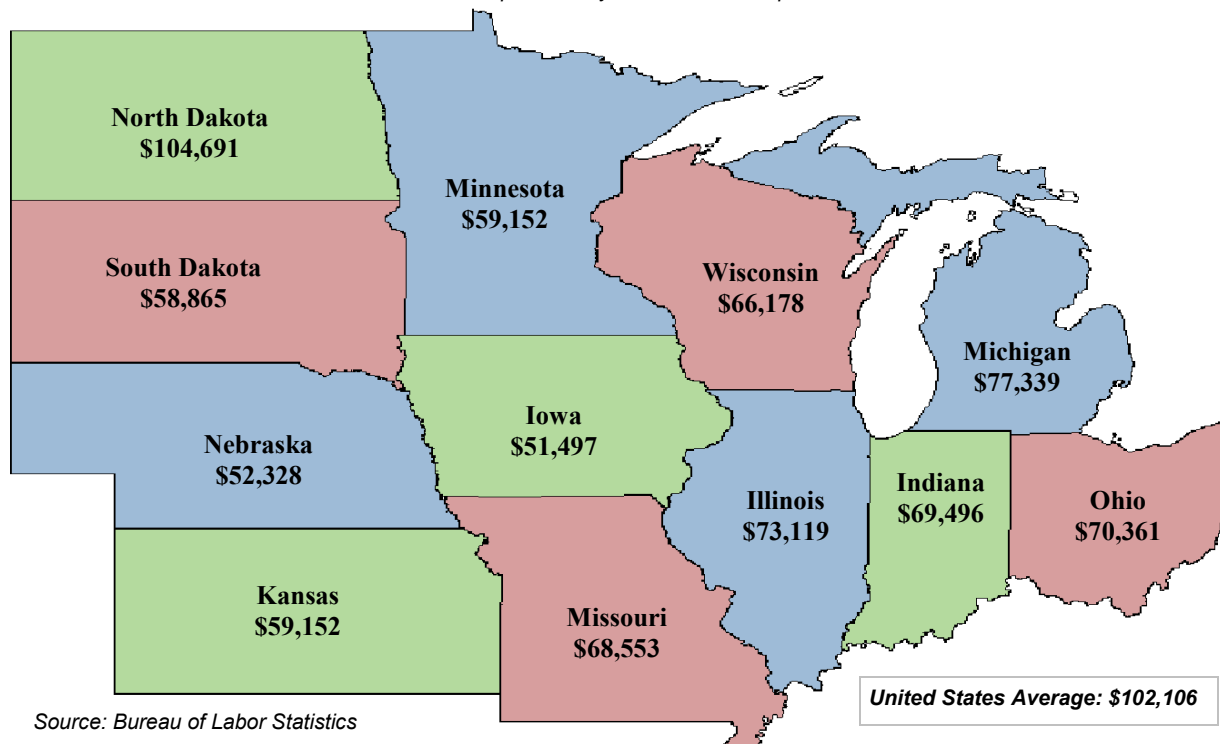 North Dakota
$104,691
Minnesota
$59,152
South Dakota
$58,865
Wisconsin
$66,178
Michigan
$77,339
Nebraska
$52,328
Iowa
$51,497
Illinois
$73,119
Indiana
$69,496
Ohio
$70,361
Kansas
$59,152
Missouri
$68,553
United States Average: $102,106
Source: Bureau of Labor Statistics